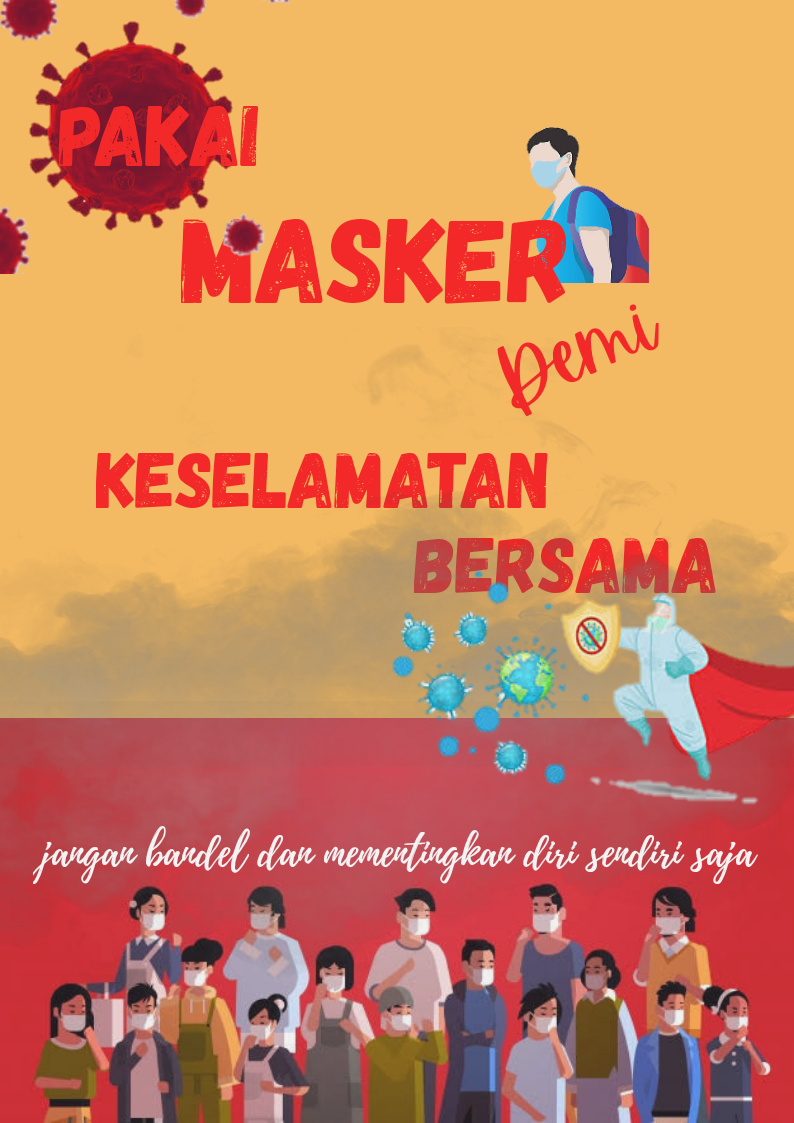 PAKAI
MASKER
Demi
KESELAMATAN
BERSAMA
jangan bandel dan mementingkan diri sendiri saja